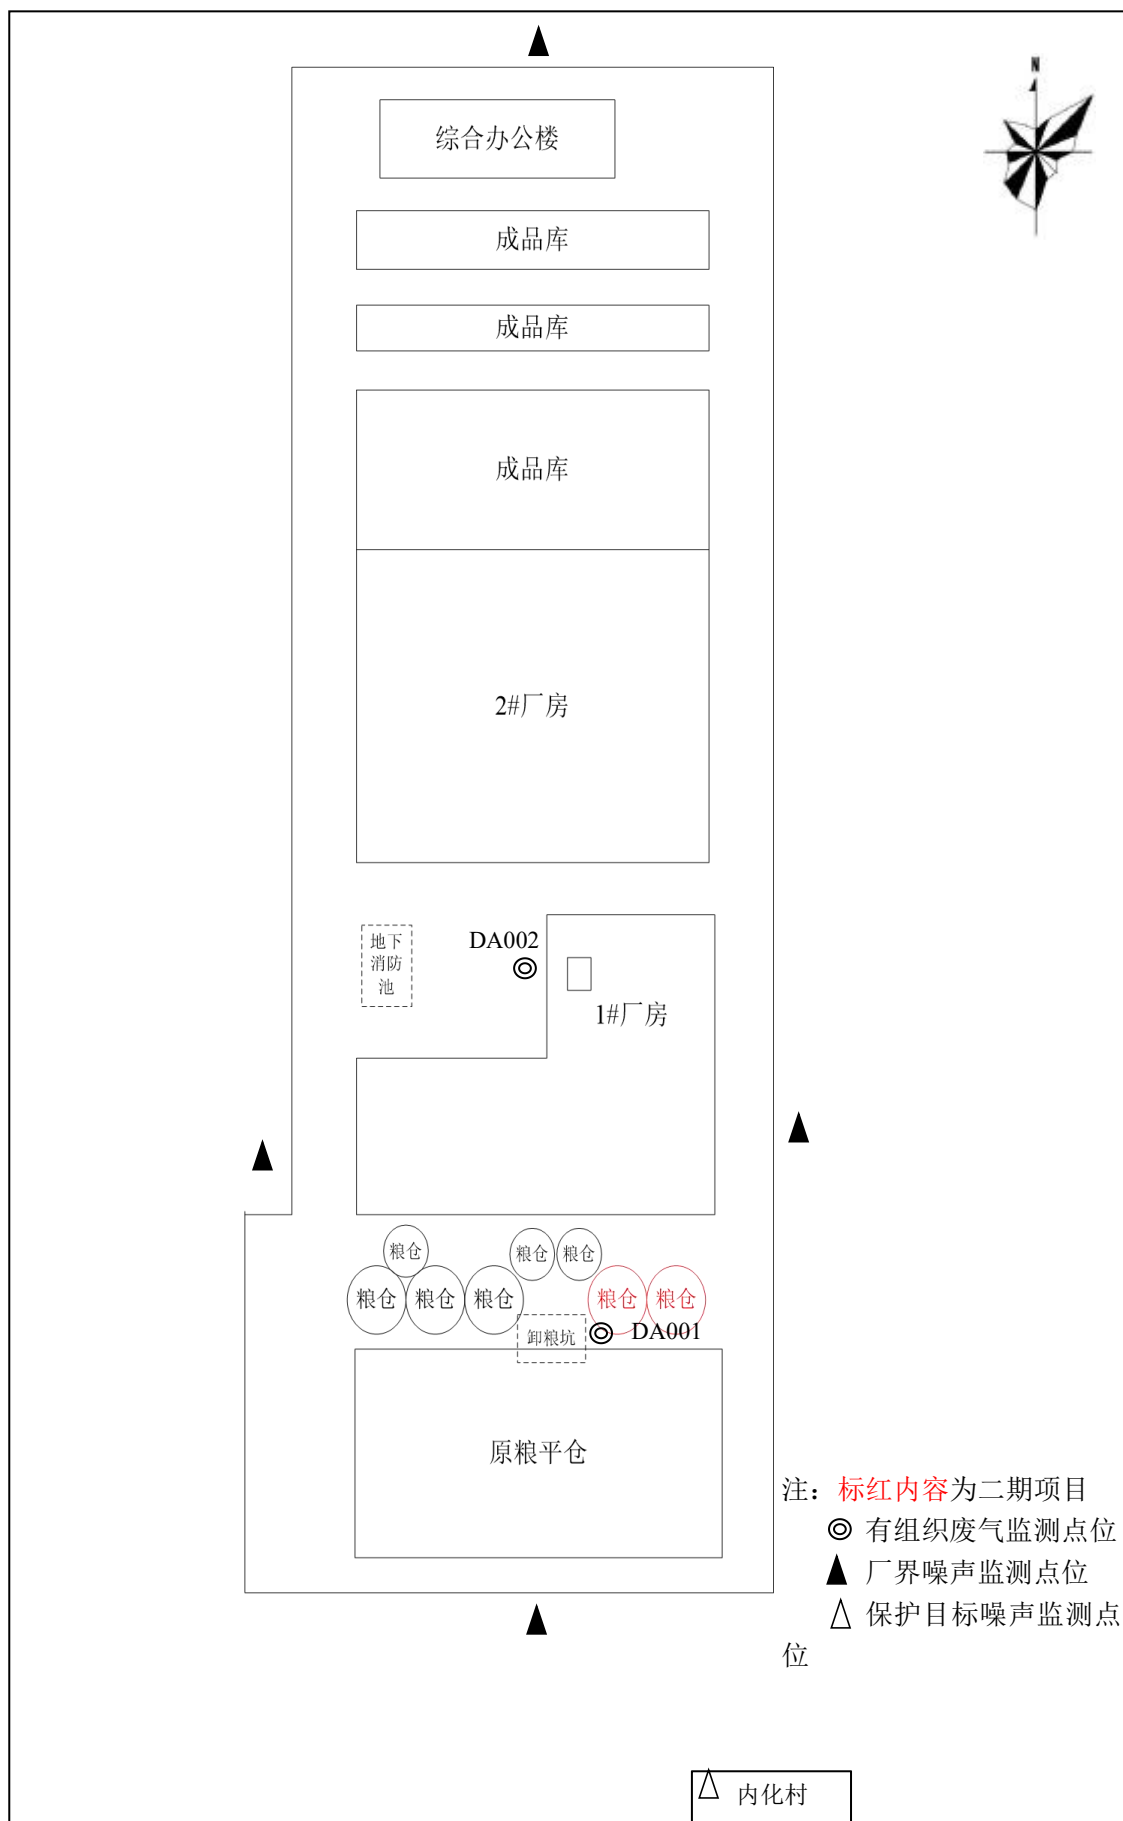 N
综合办公楼
成品库
成品库
成品库
2#厂房
地下
消防
池
DA002
1#厂房
粮仓
粮仓
粮仓
粮仓
粮仓
粮仓
粮仓
粮仓
卸粮坑
DA001
原粮平仓
注：标红内容为二期项目
有组织废气监测点位
厂界噪声监测点位
保护目标噪声监测点
位
内化村